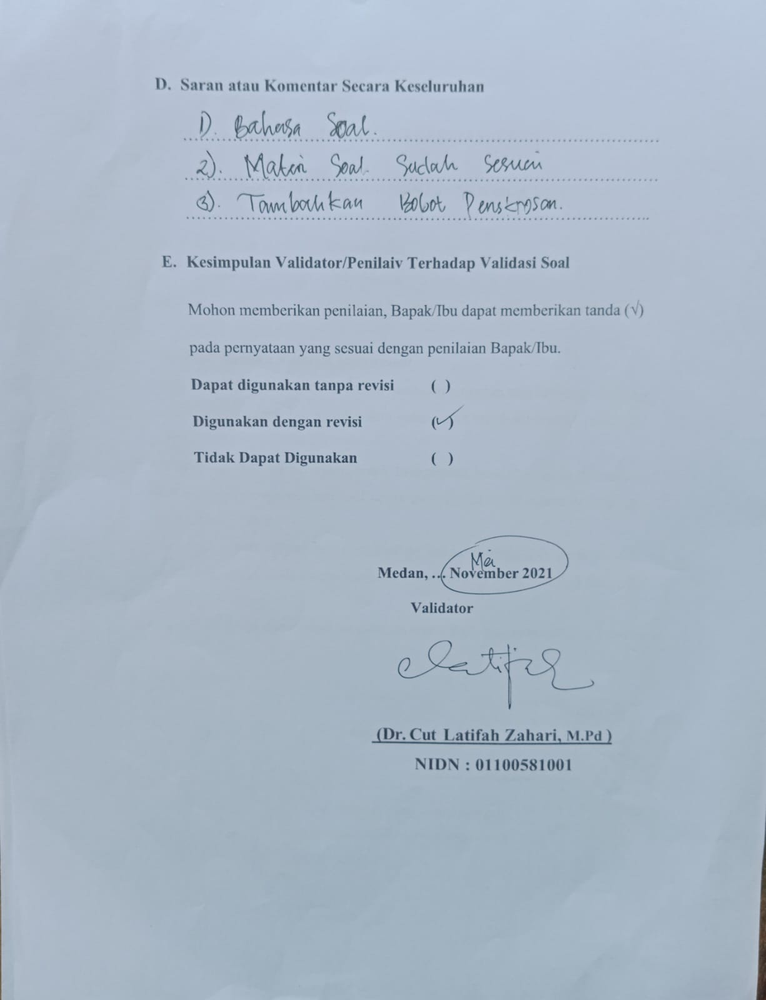 D. Saran atau Komentar Secara Keseluruhan
1). Bahasa Soal.
2). Materi Soal Sudah Sesuai
3). Tambahkan Bobot Penskrosan.
E. Kesimpulan Validator/Penilaiv Terhadap Validasi Soal
Mohon memberikan penilaian, Bapak/Ibu dapat memberikan tanda (√)
pada pernyataan yang sesuai dengan penilaian Bapak/Ibu.
Dapat digunakan tanpa revisi ( )
Digunakan dengan revisi (✓)
Tidak Dapat Digunakan ( )
Mei
Medan, ... November 2021
Validator
Latifah
(Dr. Cut Latifah Zahari, M.Pd )
NIDN : 01100581001